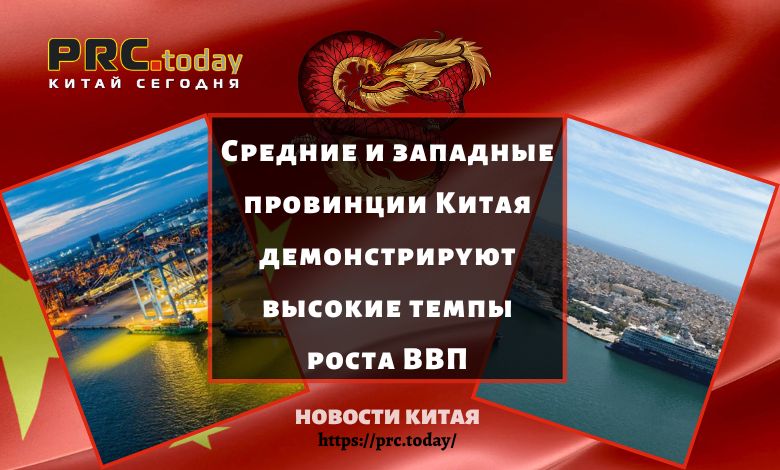 PRC.today
КИТАЙ СЕГОДНЯ
Средние и западные
провинции Китая
демонстрируют
высокие темпы
роста ВВП
НОВОСТИ КИТАЯ
https://prc.today/